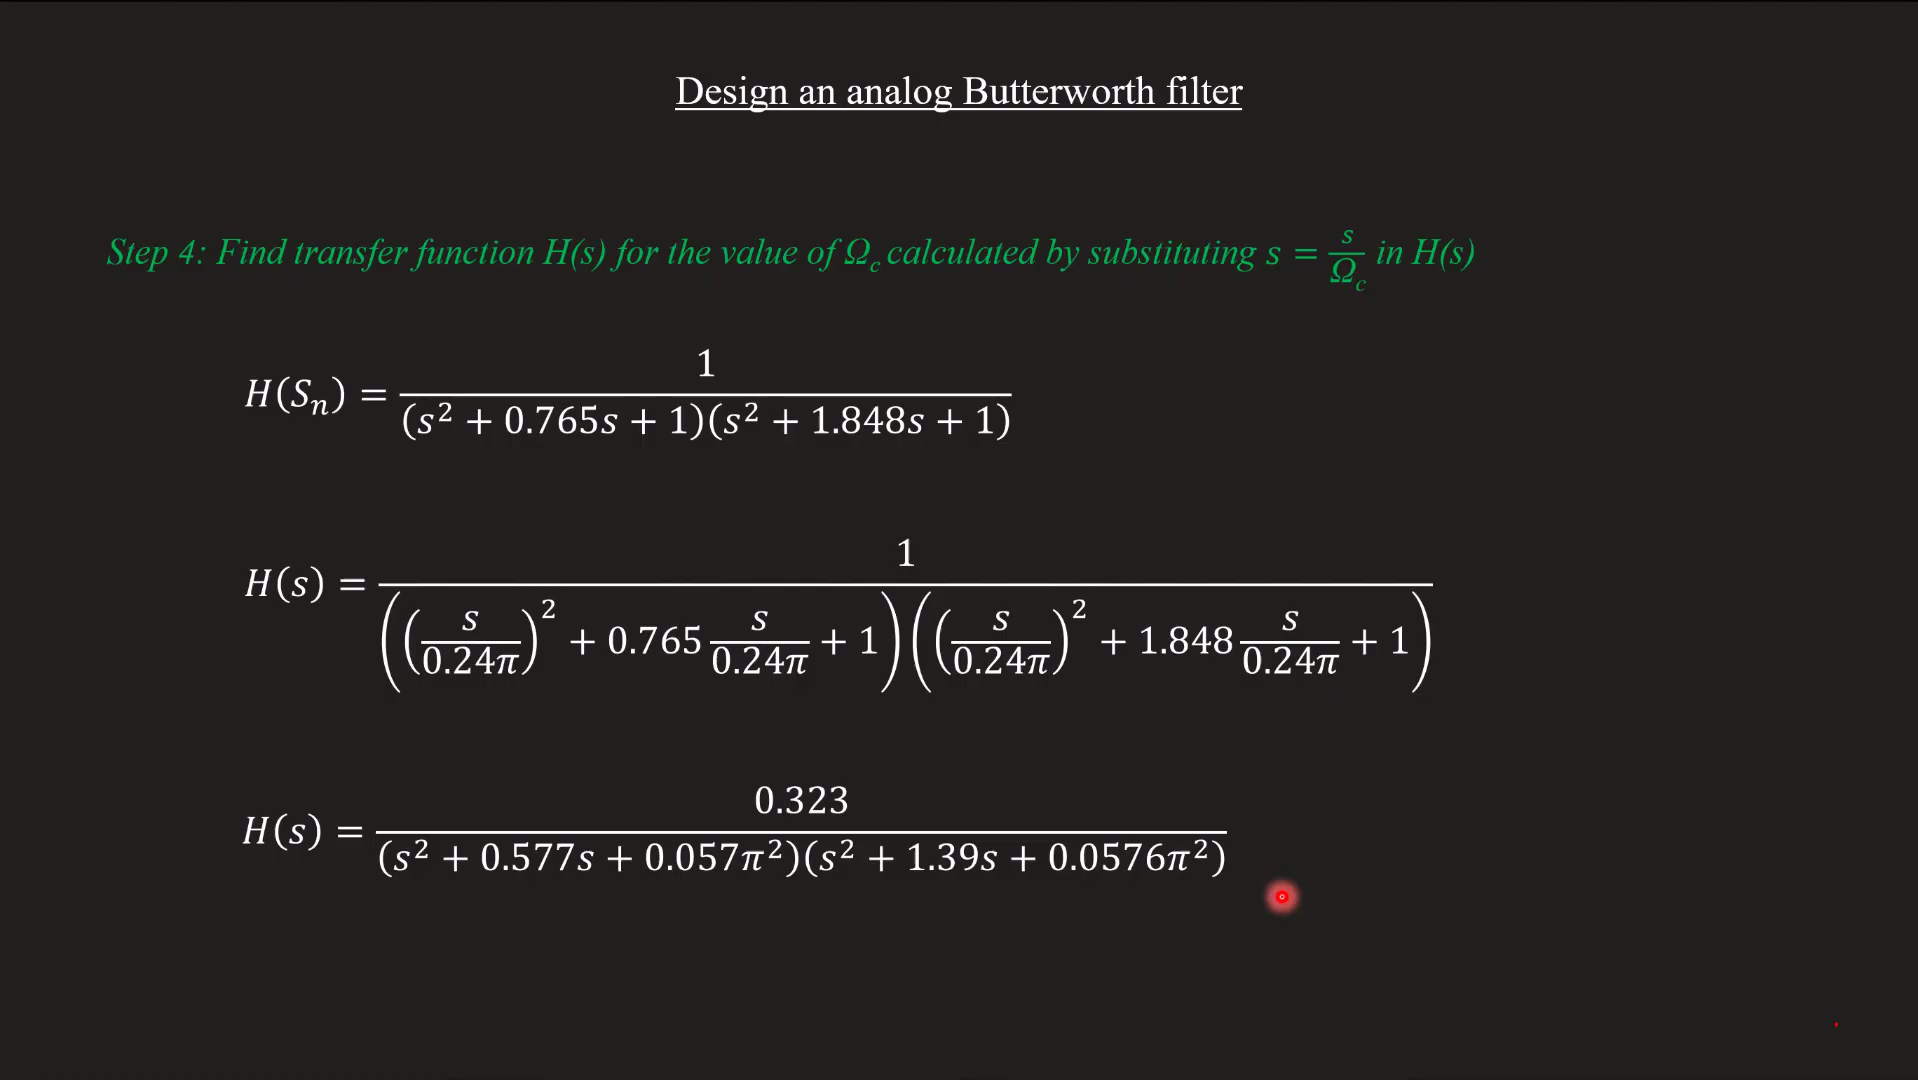 Design an analog Butterworth filter
Step 4: Find transfer function H(s) for the value of Ω_c calculated by substituting s = s/Ω_c in H(s)
H(S_n) = 1/((s² + 0.765s + 1)(s² + 1.848s + 1))
H(s) = 1/(((s/0.24π)² + 0.765 s/0.24π + 1)((s/0.24π)² + 1.848 s/0.24π + 1))
H(s) = 0.323/((s² + 0.577s + 0.057π²)(s² + 1.39s + 0.0576π²))